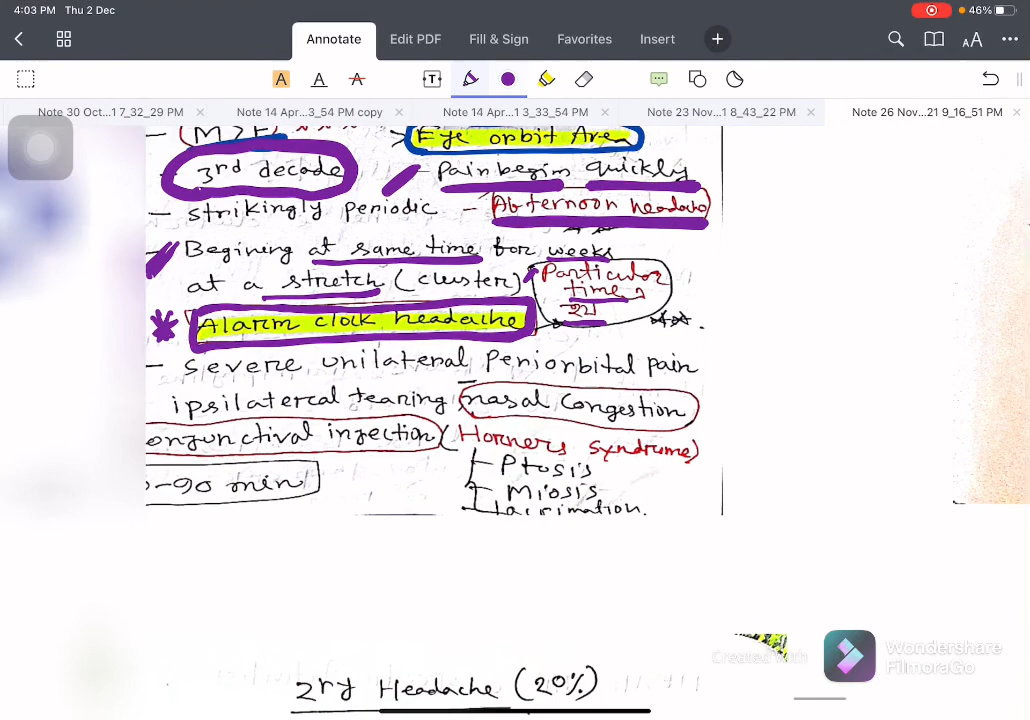 4:03 PM Thu 2 Dec
46%
Annotate Edit PDF Fill & Sign Favorites Insert
Note 30 Oct...1 7_32_29 PM Note 14 Apr...3_54 PM copy Note 14 Apr...1 3_33_54 PM Note 23 Nov...1 8_43_22 PM Note 26 Nov...21 9_16_51 PM
- (M > F) Eye orbit Area
- 3rd decade - Pain begin quickly
- strikingly periodic - Afternoon headache
- Begining at same time for weeks
at a stretch (cluster) Particular
time
Alarm clock headache
- severe unilateral Periorbital pain
ipsilateral tearing nasal Congestion
onjunctival injection (Horners syndrome)
Ptosis
-90 min Miosis
Lacrimation.
Created with Wondershare
FilmoraGo
2ry Headache (20%)